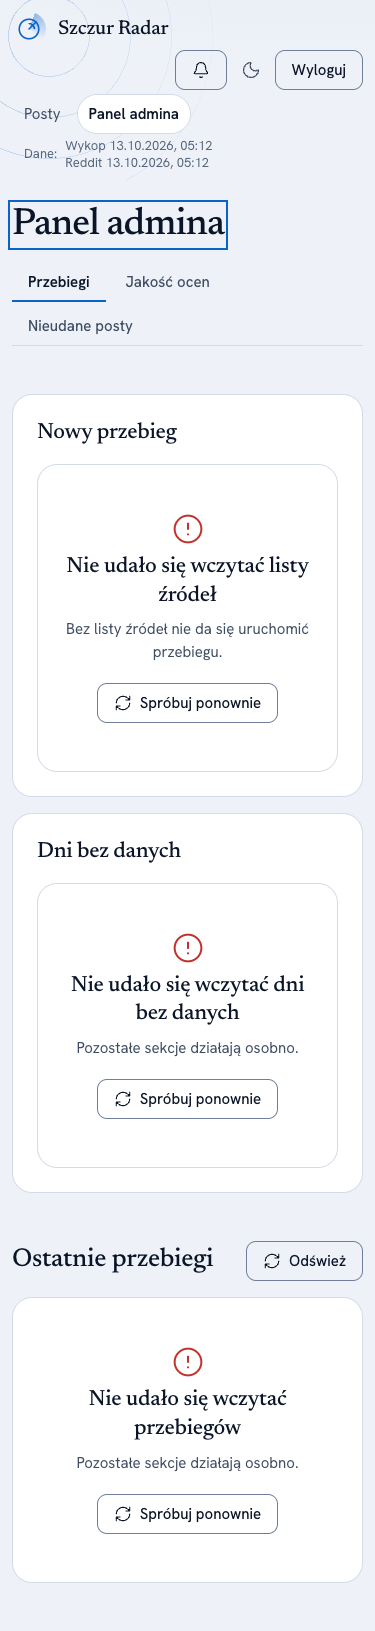 Szczur Radar
Wyloguj
Posty
Panel admina
Dane:
Wykop 13.10.2026, 05:12
Reddit 13.10.2026, 05:12
Panel admina
Przebiegi
Jakość ocen
Nieudane posty
Nowy przebieg
Nie udało się wczytać listy
źródeł
Bez listy źródeł nie da się uruchomić
przebiegu.
Spróbuj ponownie
Dni bez danych
Nie udało się wczytać dni
bez danych
Pozostałe sekcje działają osobno.
Spróbuj ponownie
Ostatnie przebiegi
Odśwież
Nie udało się wczytać
przebiegów
Pozostałe sekcje działają osobno.
Spróbuj ponownie